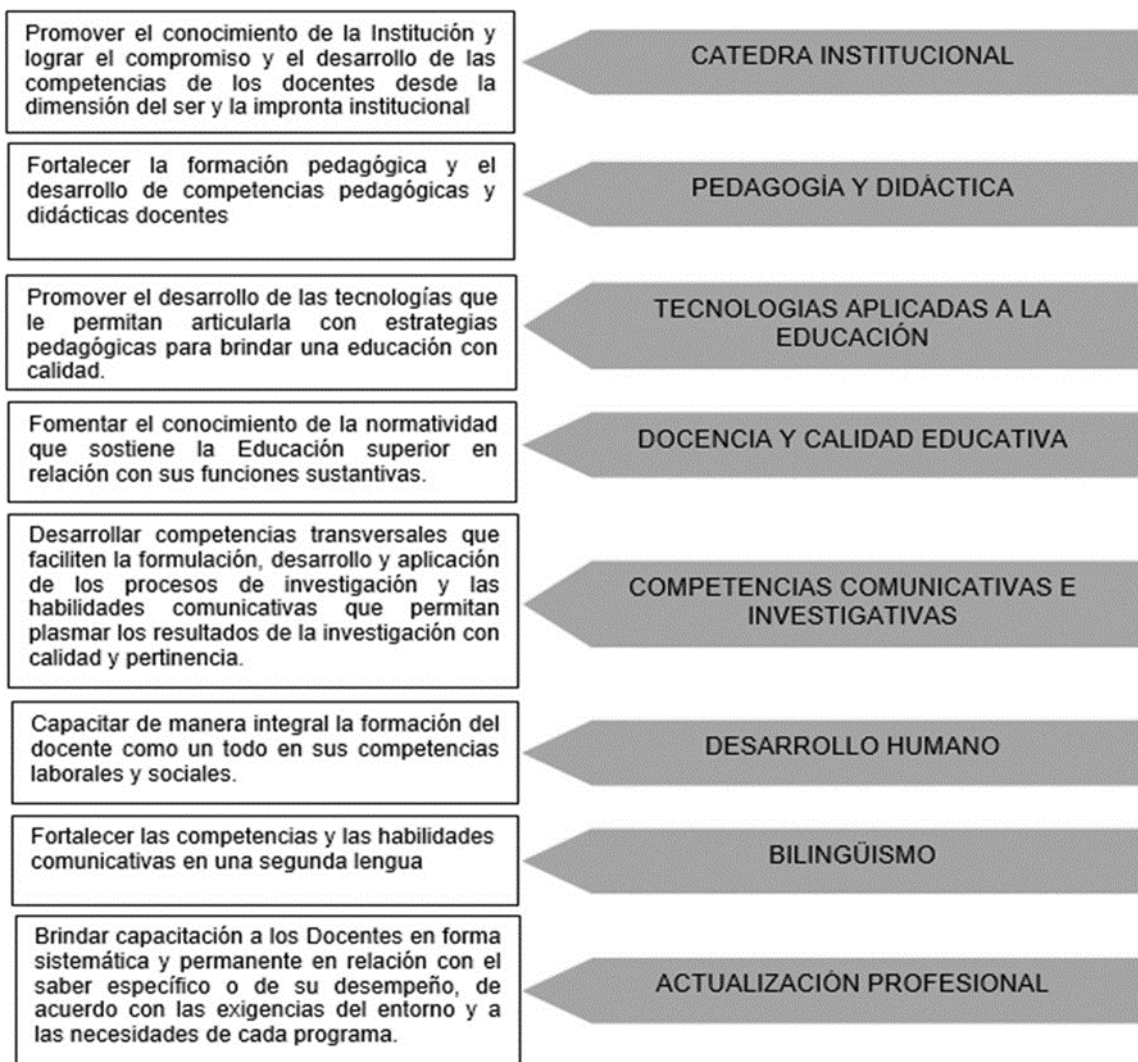 Promover el conocimiento de la Institución y
lograr el compromiso y el desarrollo de las
competencias de los docentes desde la
dimensión del ser y la impronta institucional
CATEDRA INSTITUCIONAL
Fortalecer la formación pedagógica y el
desarrollo de competencias pedagógicas y
didácticas docentes
PEDAGOGÍA Y DIDÁCTICA
Promover el desarrollo de las tecnologías que
le permitan articularla con estrategias
pedagógicas para brindar una educación con
calidad.
TECNOLOGIAS APLICADAS A LA
EDUCACIÓN
Fomentar el conocimiento de la normatividad
que sostiene la Educación superior en
relación con sus funciones sustantivas.
DOCENCIA Y CALIDAD EDUCATIVA
Desarrollar competencias transversales que
faciliten la formulación, desarrollo y aplicación
de los procesos de investigación y las
habilidades comunicativas que permitan
plasmar los resultados de la investigación con
calidad y pertinencia.
COMPETENCIAS COMUNICATIVAS E
INVESTIGATIVAS
Capacitar de manera integral la formación del
docente como un todo en sus competencias
laborales y sociales.
DESARROLLO HUMANO
Fortalecer las competencias y las habilidades
comunicativas en una segunda lengua
BILINGÜISMO
Brindar capacitación a los Docentes en forma
sistemática y permanente en relación con el
saber específico o de su desempeño, de
acuerdo con las exigencias del entorno y a
las necesidades de cada programa.
ACTUALIZACIÓN PROFESIONAL